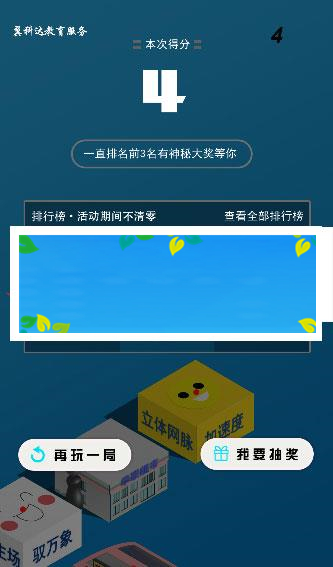 翼科达教育服务
4
本次得分
4
一直排名前3名有神秘大奖等你
排行榜·活动期间不清零
查看全部排行榜
立体网脉
加速度
再玩一局
我要抽奖
驭万象